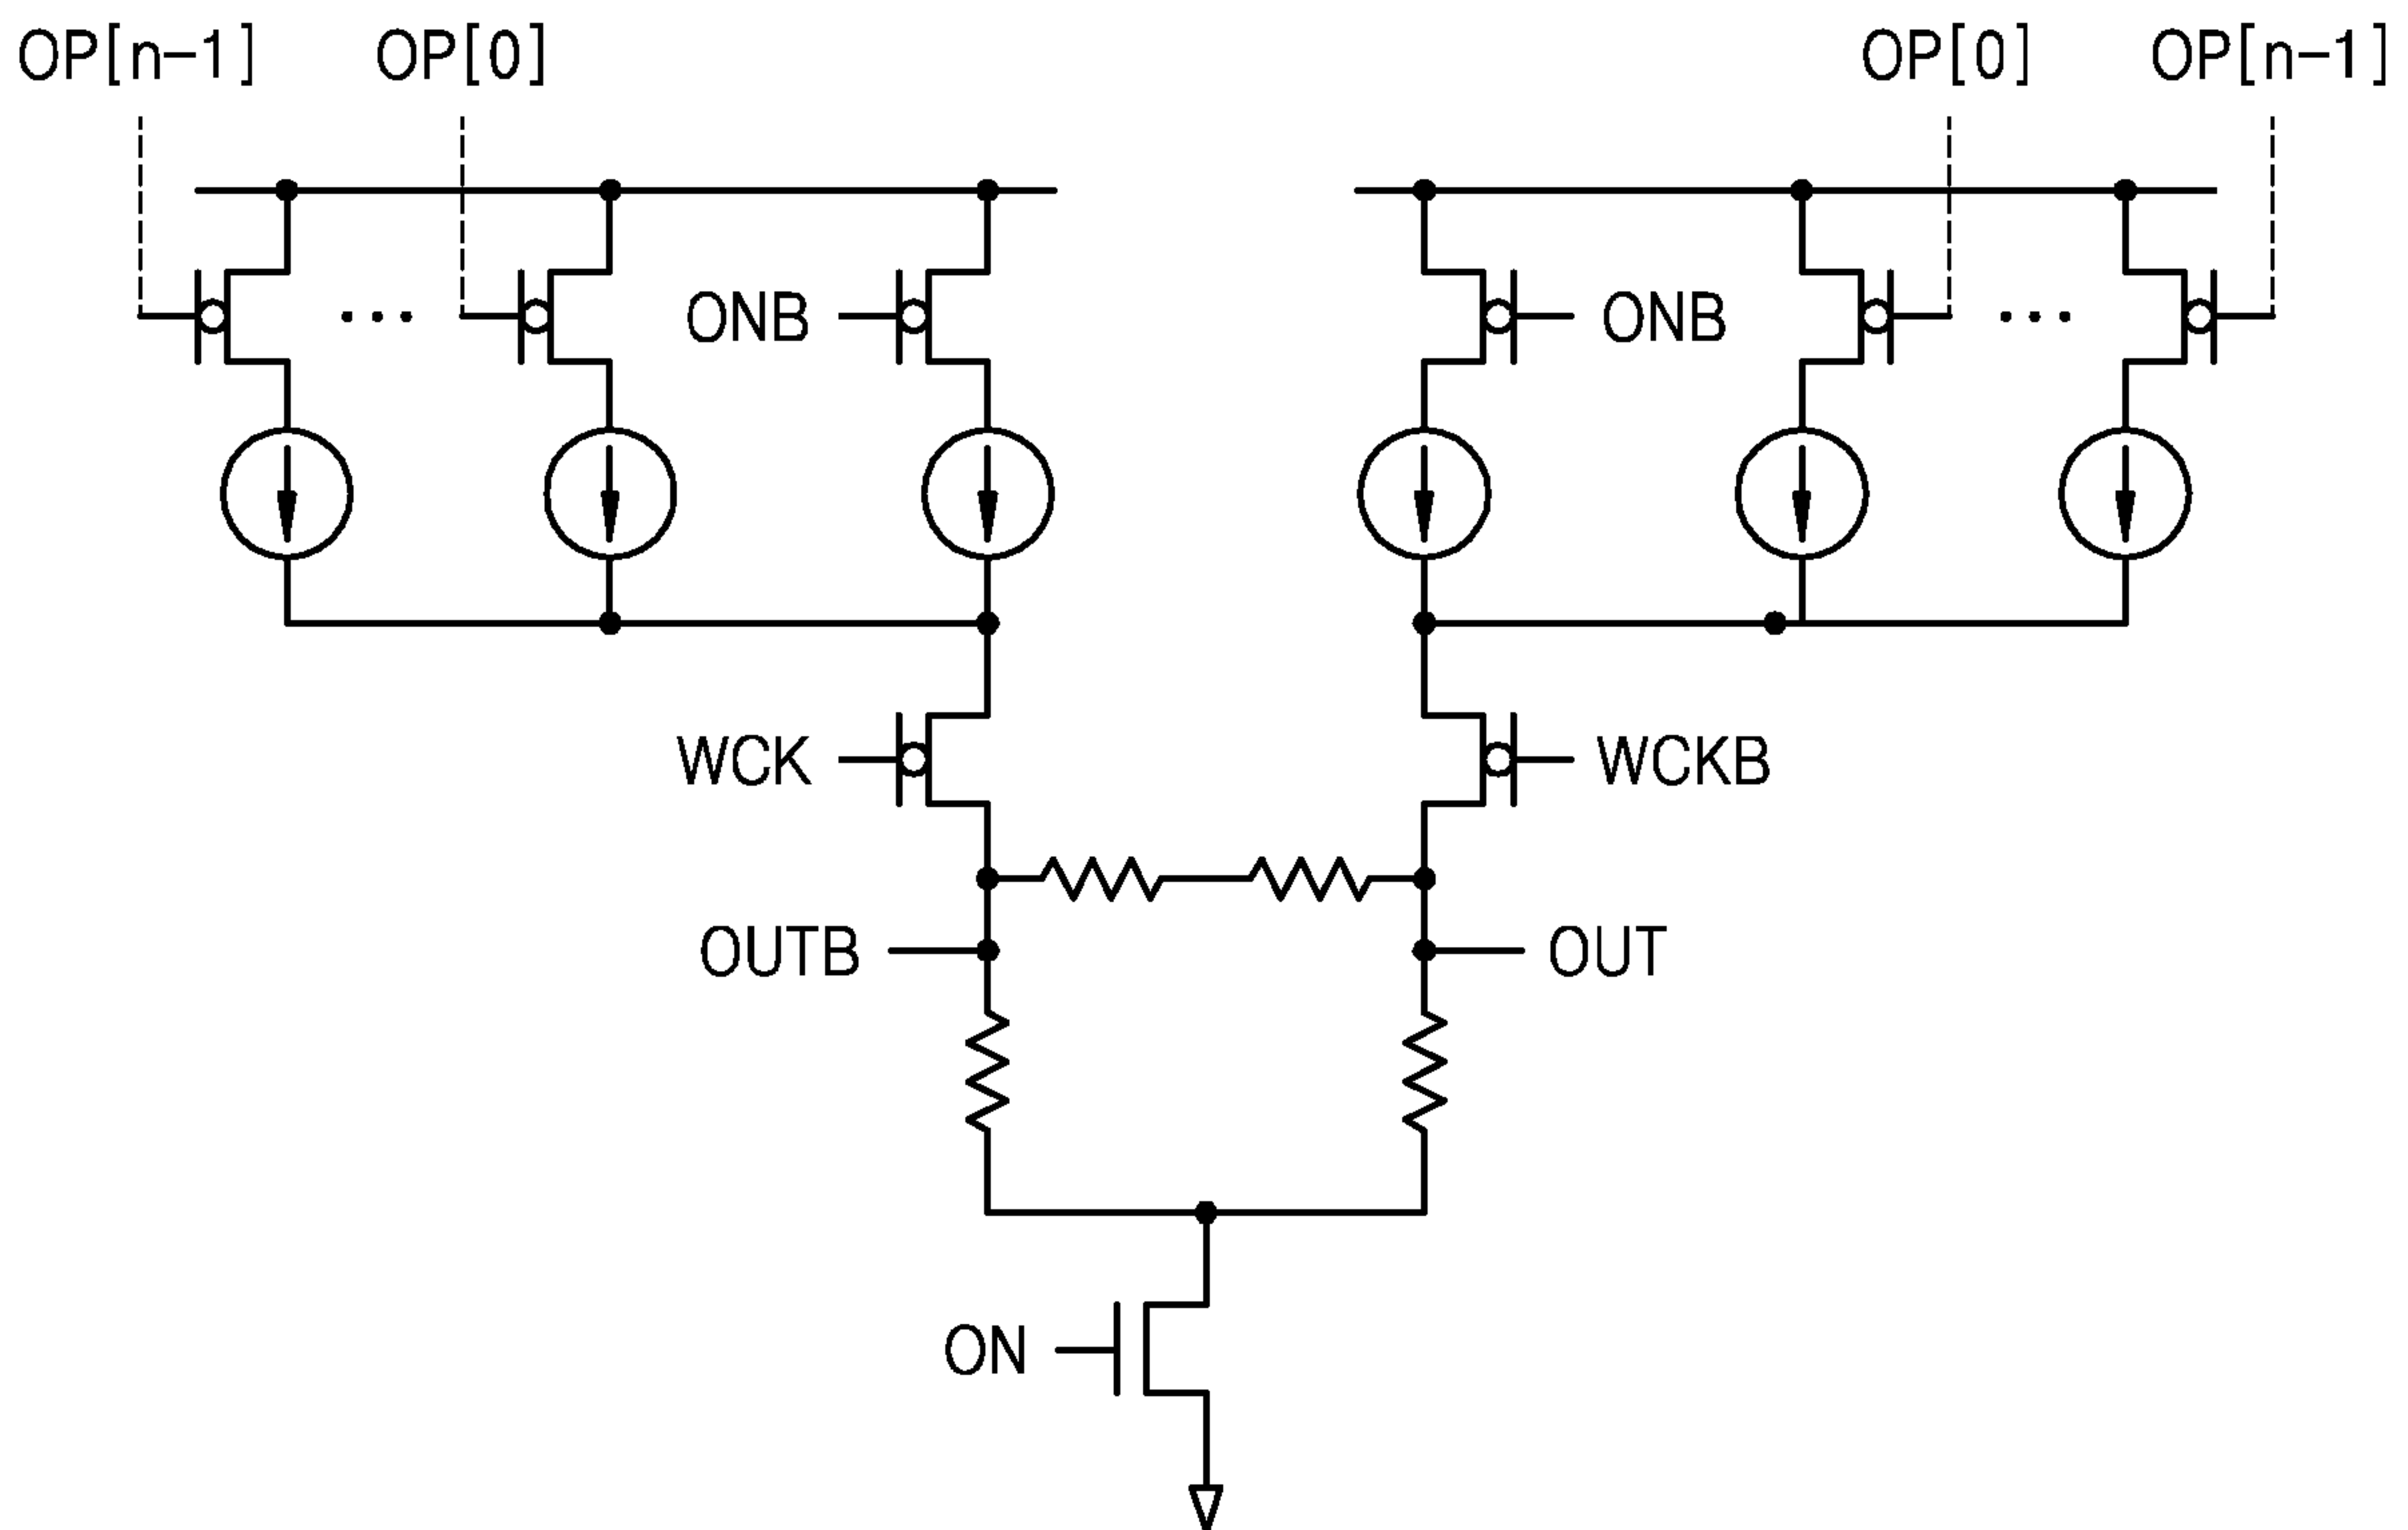 OP[n-1] OP[0] OP[0] OP[n-1]
... ONB ONB ...
WCK WCKB
OUTB OUT
ON